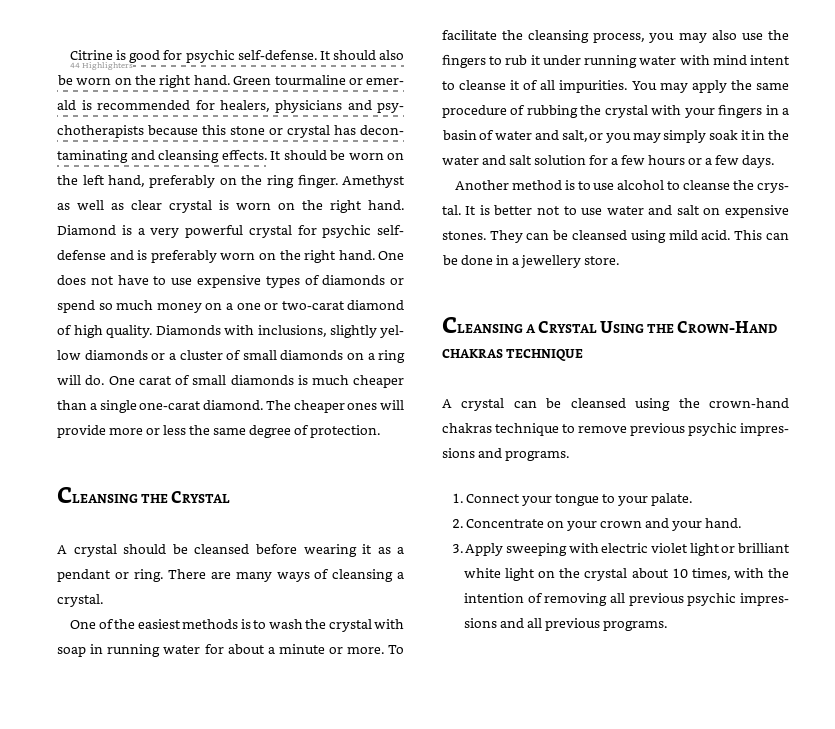 Citrine is good for psychic self-defense. It should also
44 Highlighters
be worn on the right hand. Green tourmaline or emer-
ald is recommended for healers, physicians and psy-
chotherapists because this stone or crystal has decon-
taminating and cleansing effects. It should be worn on
the left hand, preferably on the ring finger. Amethyst
as well as clear crystal is worn on the right hand.
Diamond is a very powerful crystal for psychic self-
defense and is preferably worn on the right hand. One
does not have to use expensive types of diamonds or
spend so much money on a one or two-carat diamond
of high quality. Diamonds with inclusions, slightly yel-
low diamonds or a cluster of small diamonds on a ring
will do. One carat of small diamonds is much cheaper
than a single one-carat diamond. The cheaper ones will
provide more or less the same degree of protection.
Cleansing the Crystal
A crystal should be cleansed before wearing it as a
pendant or ring. There are many ways of cleansing a
crystal.
One of the easiest methods is to wash the crystal with
soap in running water for about a minute or more. To
facilitate the cleansing process, you may also use the
fingers to rub it under running water with mind intent
to cleanse it of all impurities. You may apply the same
procedure of rubbing the crystal with your fingers in a
basin of water and salt, or you may simply soak it in the
water and salt solution for a few hours or a few days.
Another method is to use alcohol to cleanse the crys-
tal. It is better not to use water and salt on expensive
stones. They can be cleansed using mild acid. This can
be done in a jewellery store.
Cleansing a Crystal Using the Crown-Hand
chakras technique
A crystal can be cleansed using the crown-hand
chakras technique to remove previous psychic impres-
sions and programs.
1. Connect your tongue to your palate.
2. Concentrate on your crown and your hand.
3. Apply sweeping with electric violet light or brilliant
white light on the crystal about 10 times, with the
intention of removing all previous psychic impres-
sions and all previous programs.